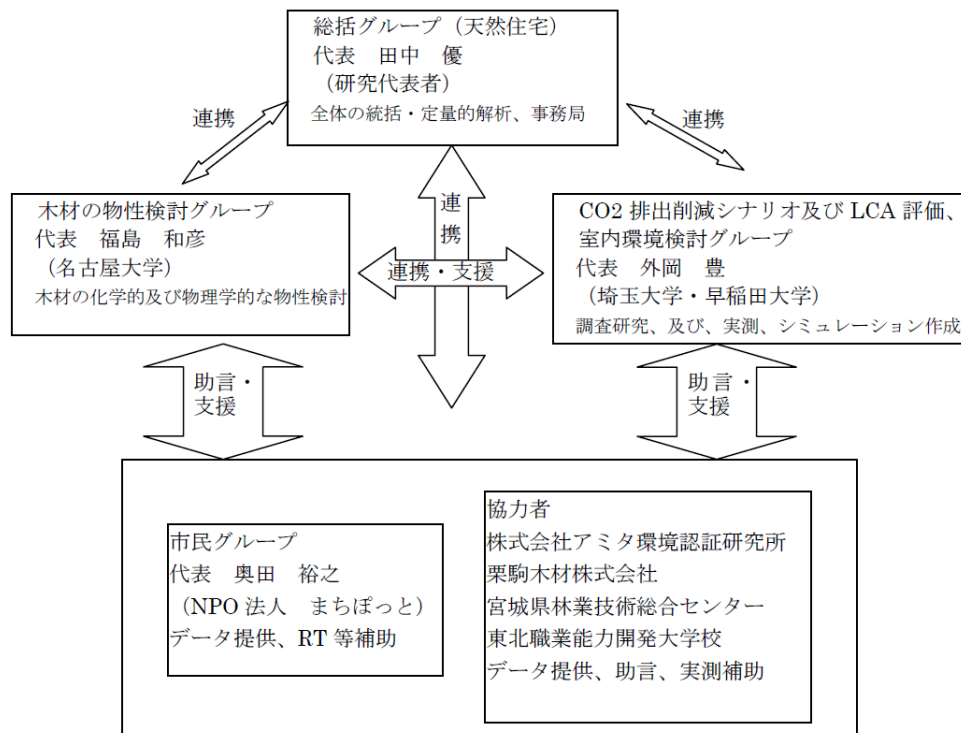 総括グループ（天然住宅）
代表　田中　優
（研究代表者）
全体の統括・定量的解析、事務局
連携
連携
木材の物性検討グループ
代表　福島　和彦
（名古屋大学）
木材の化学的及び物理学的な物性検討
連携
連携・支援
CO2 排出削減シナリオ及び LCA 評価、
室内環境検討グループ
代表　外岡　豊
（埼玉大学・早稲田大学）
調査研究、及び、実測、シミュレーション作成
助言・
支援
助言・
支援
市民グループ
代表　奥田　裕之
（NPO 法人　まちぽっと）
データ提供、RT 等補助
協力者
株式会社アミタ環境認証研究所
栗駒木材株式会社
宮城県林業技術総合センター
東北職業能力開発大学校
データ提供、助言、実測補助